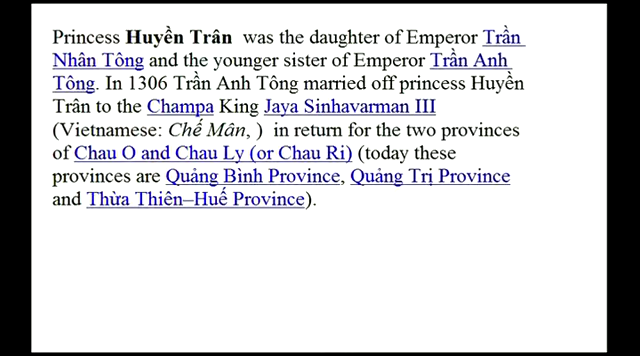 Princess Huyền Trân was the daughter of Emperor Trần
Nhân Tông and the younger sister of Emperor Trần Anh
Tông. In 1306 Trần Anh Tông married off princess Huyền
Trân to the Champa King Jaya Sinhavarman III
(Vietnamese: Chế Mân, ) in return for the two provinces
of Chau O and Chau Ly (or Chau Ri) (today these
provinces are Quảng Bình Province, Quảng Trị Province
and Thừa Thiên–Huế Province).